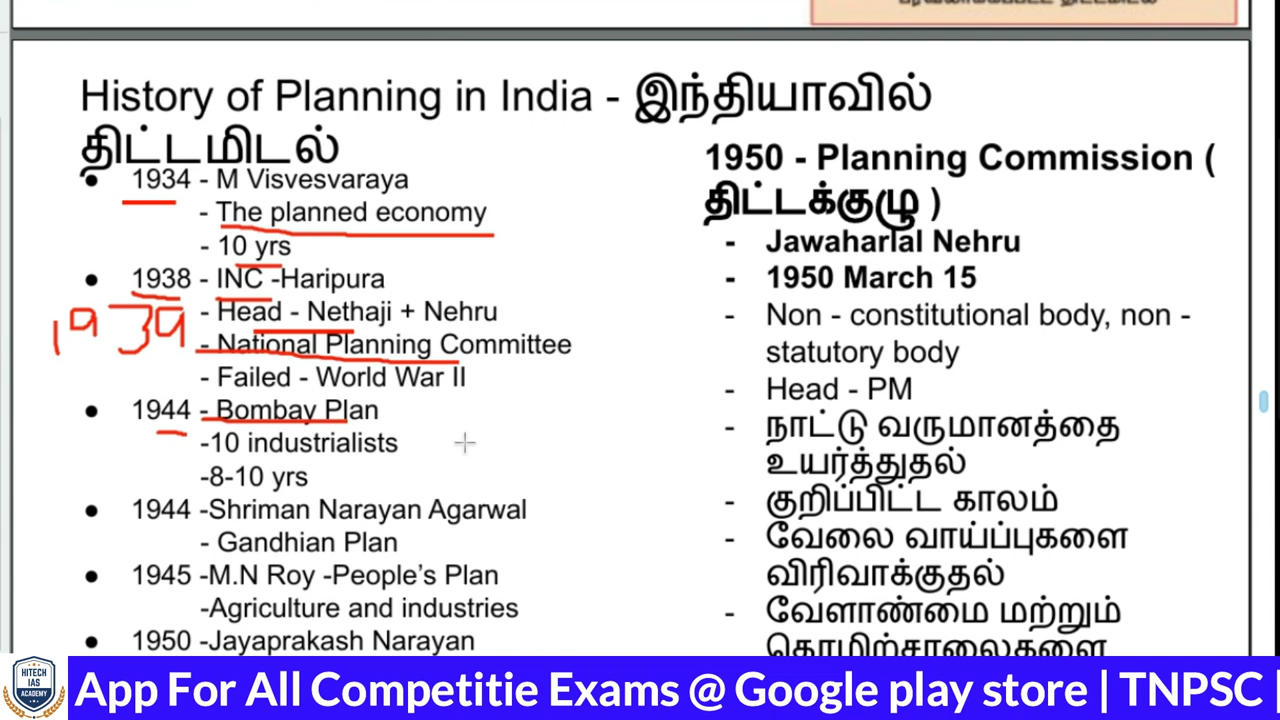 History of Planning in India - இந்தியாவில்
திட்டமிடல்
● 1934 - M Visvesvaraya
- The planned economy
- 10 yrs
● 1938 - INC -Haripura
1939
- Head - Nethaji + Nehru
- National Planning Committee
- Failed - World War II
● 1944 - Bombay Plan
-10 industrialists
-8-10 yrs
● 1944 -Shriman Narayan Agarwal
- Gandhian Plan
● 1945 -M.N Roy -People's Plan
-Agriculture and industries
● 1950 -Jayaprakash Narayan
1950 - Planning Commission (
திட்டக்குழு )
- Jawaharlal Nehru
- 1950 March 15
- Non - constitutional body, non -
statutory body
- Head - PM
- நாட்டு வருமானத்தை
உயர்த்துதல்
- குறிப்பிட்ட காலம்
- வேலை வாய்ப்புகளை
விரிவாக்குதல்
- வேளாண்மை மற்றும்
தொழிற்சாலைகளை
HITECH
IAS
ACADEMY
App For All Competitie Exams @ Google play store | TNPSC